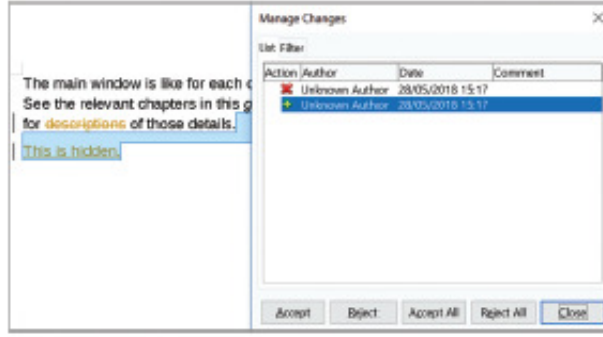 Manage Changes
List Filter
Action Author Date Comment
Unknown Author 28/05/2018 15:17
Unknown Author 28/05/2018 15:17
The main window is like for each
See the relevant chapters in this
for descriptions of those details.
This is hidden.
Accept Reject Accept All Reject All Close